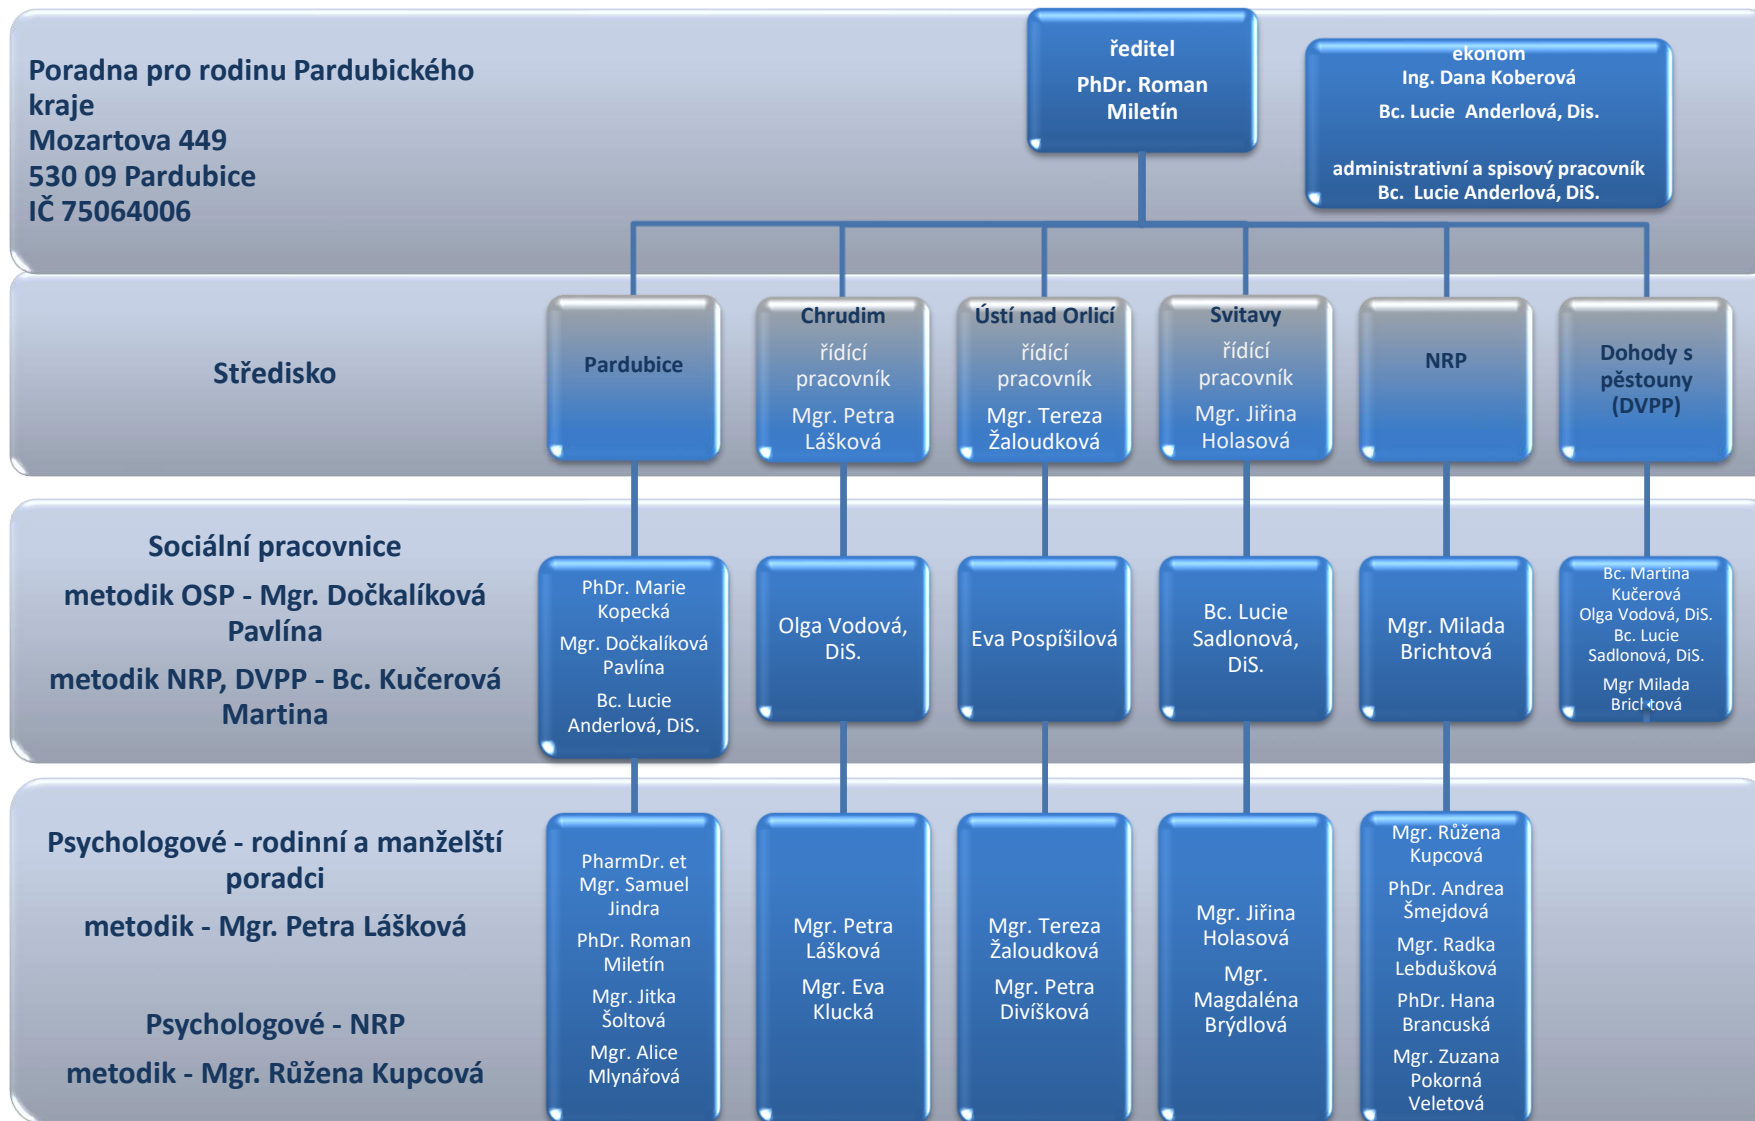 Poradna pro rodinu Pardubického
kraje
Mozartova 449
530 09 Pardubice
IČ 75064006
ředitel
PhDr. Roman
Miletín
ekonom
Ing. Dana Koberová
Bc. Lucie Anderlová, Dis.
administrativní a spisový pracovník
Bc. Lucie Anderlová, DiS.
Středisko
Pardubice
Chrudim
řídící
pracovník
Mgr. Petra
Lášková
Ústí nad Orlicí
řídící
pracovník
Mgr. Tereza
Žaloudková
Svitavy
řídící
pracovník
Mgr. Jiřina
Holasová
NRP
Dohody s
pěstouny
(DVPP)
Sociální pracovnice
metodik OSP - Mgr. Dočkalíková
Pavlína
metodik NRP, DVPP - Bc. Kučerová
Martina
PhDr. Marie
Kopecká
Mgr. Dočkalíková
Pavlína
Bc. Lucie
Anderlová, DiS.
Olga Vodová,
DiS.
Eva Pospíšilová
Bc. Lucie
Sadlonová,
DiS.
Mgr. Milada
Brichtová
Bc. Martina
Kučerová
Olga Vodová, DiS.
Bc. Lucie
Sadlonová, DiS.
Mgr Milada
Brichtová
Psychologové - rodinní a manželští
poradci
metodik - Mgr. Petra Lášková
Psychologové - NRP
metodik - Mgr. Růžena Kupcová
PharmDr. et
Mgr. Samuel
Jindra
PhDr. Roman
Miletín
Mgr. Jitka
Šoltová
Mgr. Alice
Mlynářová
Mgr. Petra
Lášková
Mgr. Eva
Klucká
Mgr. Tereza
Žaloudková
Mgr. Petra
Divíšková
Mgr. Jiřina
Holasová
Mgr.
Magdaléna
Brýdlová
Mgr. Růžena
Kupcová
PhDr. Andrea
Šmejdová
Mgr. Radka
Lebdušková
PhDr. Hana
Brancuská
Mgr. Zuzana
Pokorná
Veletová